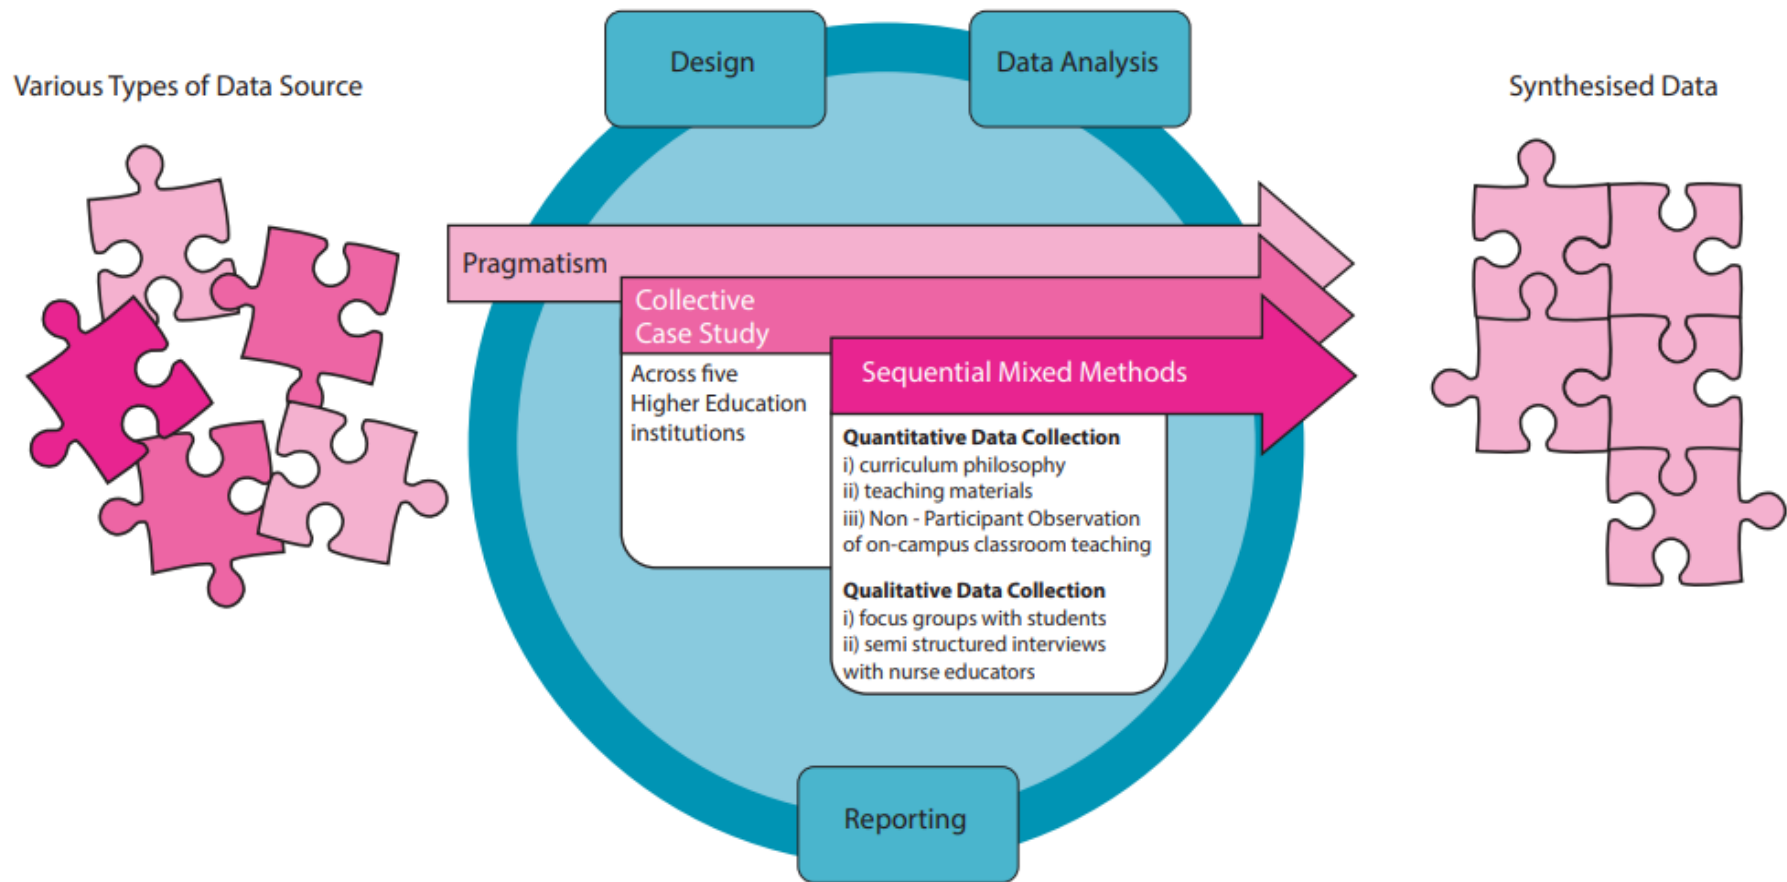 Various Types of Data Source
Design
Data Analysis
Synthesised Data
Pragmatism
Collective
Case Study
Across five
Higher Education
institutions
Sequential Mixed Methods
Quantitative Data Collection
i) curriculum philosophy
ii) teaching materials
iii) Non - Participant Observation
of on-campus classroom teaching
Qualitative Data Collection
i) focus groups with students
ii) semi structured interviews
with nurse educators
Reporting